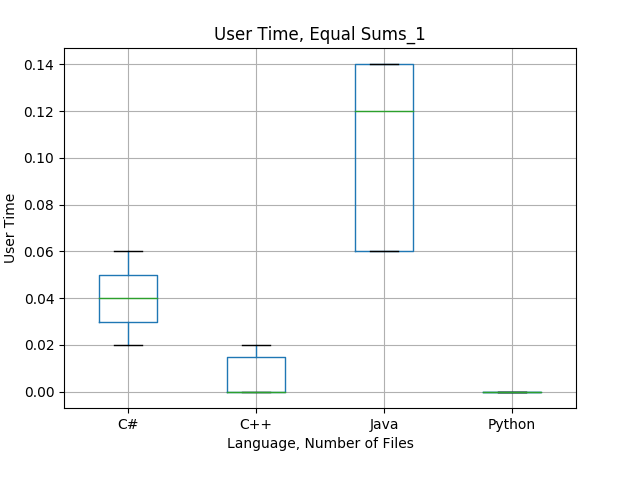 User Time, Equal Sums_1
0.14
0.12
0.10
0.08
0.06
0.04
0.02
0.00
User Time
C# C++ Java Python
Language, Number of Files